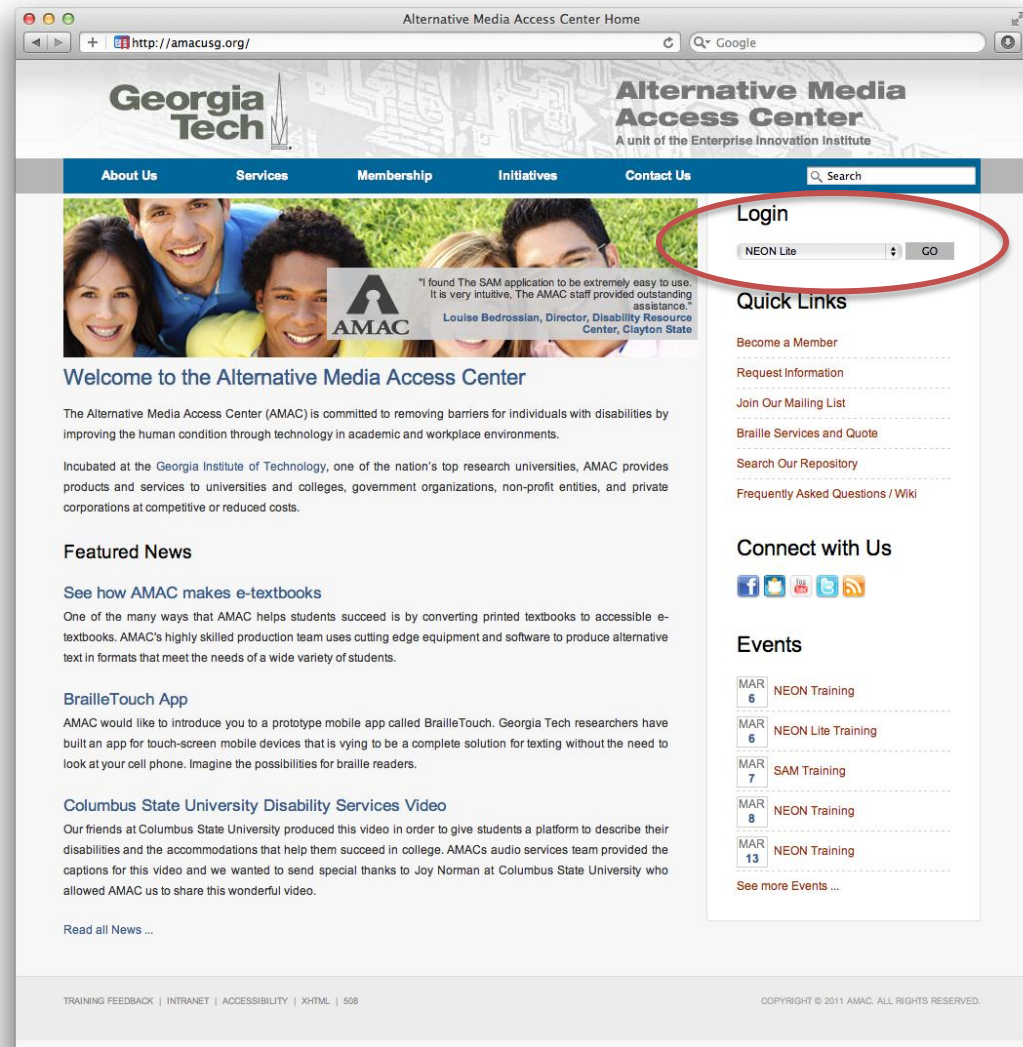 Alternative Media Access Center Home
http://amacusg.org/
Google
Georgia
Tech
Alternative Media
Access Center
A unit of the Enterprise Innovation Institute
About Us Services Membership Initiatives Contact Us Search
"I found The SAM application to be extremely easy to use.
It is very intuitive, The AMAC staff provided outstanding
assistance."
Louise Bedrossian, Director, Disability Resource
Center, Clayton State
AMAC
Welcome to the Alternative Media Access Center
The Alternative Media Access Center (AMAC) is committed to removing barriers for individuals with disabilities by
improving the human condition through technology in academic and workplace environments.
Incubated at the Georgia Institute of Technology, one of the nation's top research universities, AMAC provides
products and services to universities and colleges, government organizations, non-profit entities, and private
corporations at competitive or reduced costs.
Featured News
See how AMAC makes e-textbooks
One of the many ways that AMAC helps students succeed is by converting printed textbooks to accessible e-
textbooks. AMAC's highly skilled production team uses cutting edge equipment and software to produce alternative
text in formats that meet the needs of a wide variety of students.
BrailleTouch App
AMAC would like to introduce you to a prototype mobile app called BrailleTouch. Georgia Tech researchers have
built an app for touch-screen mobile devices that is vying to be a complete solution for texting without the need to
look at your cell phone. Imagine the possibilities for braille readers.
Columbus State University Disability Services Video
Our friends at Columbus State University produced this video in order to give students a platform to describe their
disabilities and the accommodations that help them succeed in college. AMACs audio services team provided the
captions for this video and we wanted to send special thanks to Joy Norman at Columbus State University who
allowed AMAC us to share this wonderful video.
Read all News ...
Login
NEON Lite GO
Quick Links
Become a Member
Request Information
Join Our Mailing List
Braille Services and Quote
Search Our Repository
Frequently Asked Questions / Wiki
Connect with Us
You
Tube
Events
MAR
6
NEON Training
MAR
6
NEON Lite Training
MAR
7
SAM Training
MAR
8
NEON Training
MAR
13
NEON Training
See more Events ...
TRAINING FEEDBACK | INTRANET | ACCESSIBILITY | XHTML | 508
COPYRIGHT © 2011 AMAC. ALL RIGHTS RESERVED.